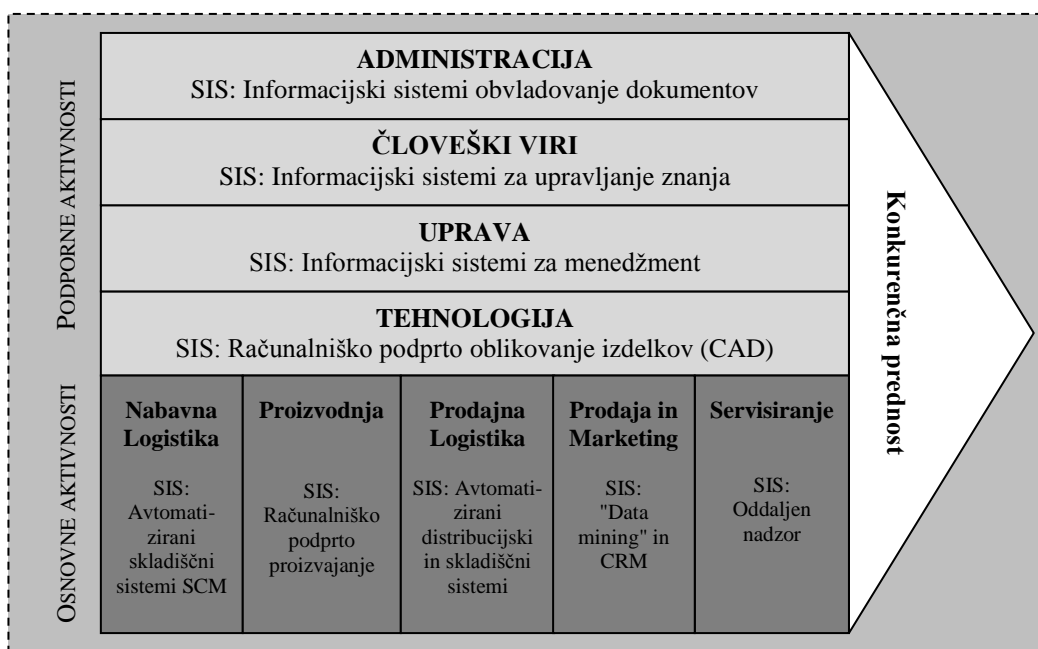 PODPORNE AKTIVNOSTI
ADMINISTRACIJA
SIS: Informacijski sistemi obvladovanje dokumentov
ČLOVEŠKI VIRI
SIS: Informacijski sistemi za upravljanje znanja
UPRAVA
SIS: Informacijski sistemi za menedžment
TEHNOLOGIJA
SIS: Računalniško podprto oblikovanje izdelkov (CAD)
OSNOVNE AKTIVNOSTI
Nabavna
Logistika
SIS:
Avtomati-
zirani
skladiščni
sistemi SCM
Proizvodnja
SIS:
Računalniško
podprto
proizvajanje
Prodajna
Logistika
SIS: Avtomati-
zirani
distribucijski
in skladiščni
sistemi
Prodaja in
Marketing
SIS:
"Data
mining" in
CRM
Servisiranje
SIS:
Oddaljen
nadzor
Konkurenčna prednost